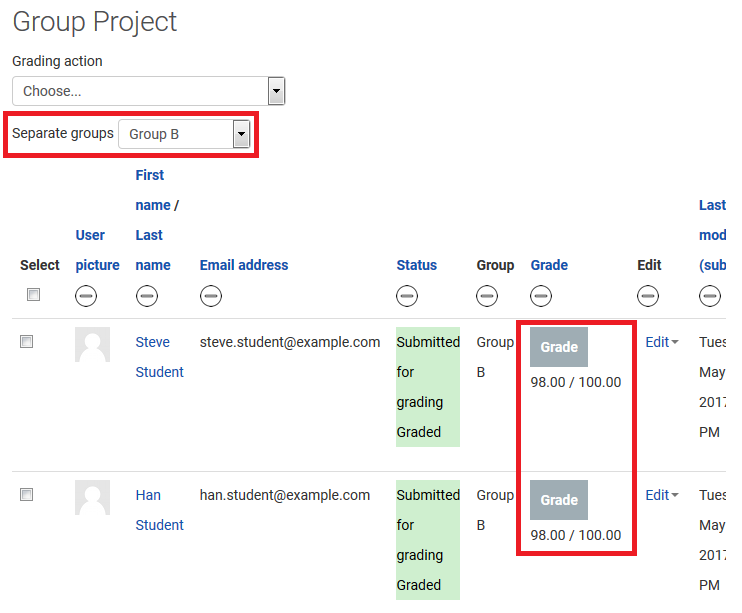 Group Project
Grading action
Choose...
Separate groups Group B
First
name / Last
User mod
Last
Select picture name Email address Status Group Grade Edit (sub
Steve steve.student@example.com Submitted Group Grade Edit Tues
Student for B 98.00 / 100.00 May
grading 2017
Graded PM
Han han.student@example.com Submitted Group Grade Edit Tues
Student for B 98.00 / 100.00 May
grading 2017
Graded PM